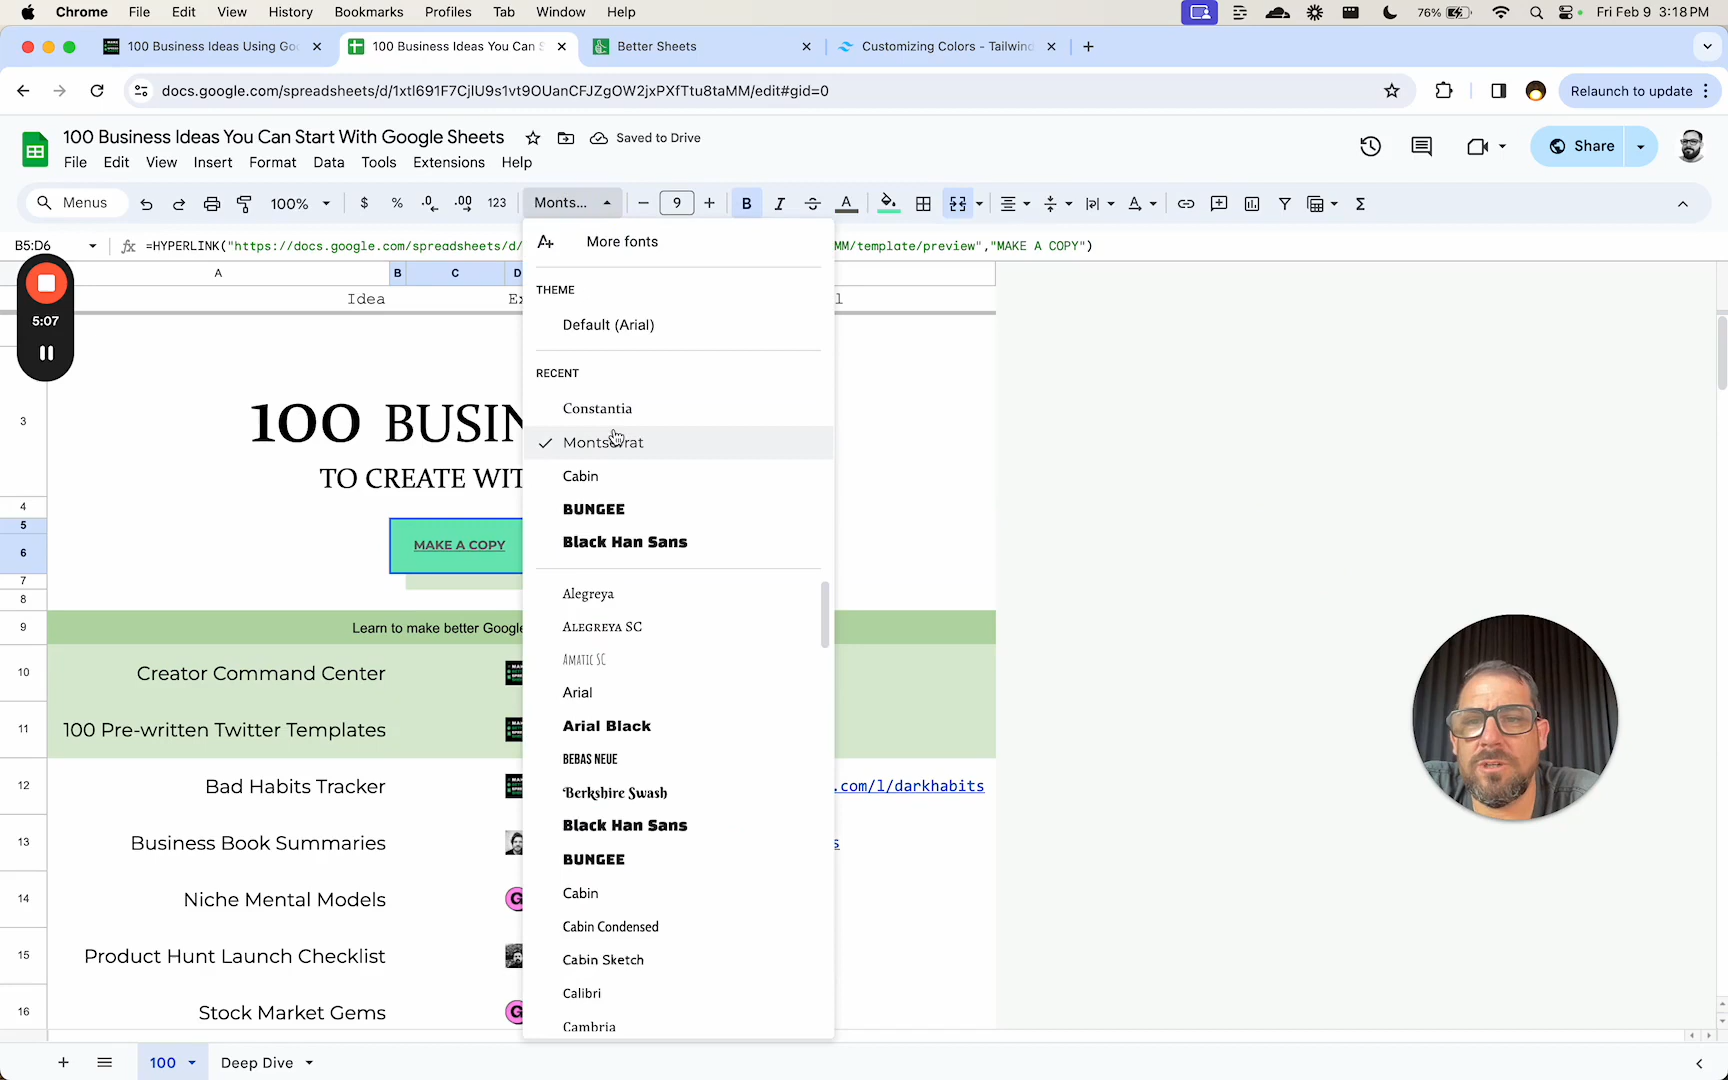 Chrome File Edit View History Bookmarks Profiles Tab Window Help 76% Fri Feb 9 3:18 PM
100 Business Ideas Using Go 100 Business Ideas You Can S Better Sheets Customizing Colors - Tailwin
docs.google.com/spreadsheets/d/1xtl691F7CjlU9s1vt9OUanCFJZgOW2jxPXfTtu8taMM/edit#gid=0 Relaunch to update
100 Business Ideas You Can Start With Google Sheets Saved to Drive
File Edit View Insert Format Data Tools Extensions Help
Share
Menus 100% $ % .0 .00 123 Monts... 9 B I S A
B5:D6 fx =HYPERLINK("https://docs.google.com/spreadsheets/d/ MM/template/preview","MAKE A COPY")
A B C D
Idea Ex l
5:07
3 100 BUSIN
TO CREATE WIT
4
5
6 MAKE A COPY
7
8
9 Learn to make better Google
10 Creator Command Center
11 100 Pre-written Twitter Templates
12 Bad Habits Tracker .com/l/darkhabits
13 Business Book Summaries s
14 Niche Mental Models G
15 Product Hunt Launch Checklist
16 Stock Market Gems G
More fonts
THEME
Default (Arial)
RECENT
Constantia
Montserrat
Cabin
BUNGEE
Black Han Sans
Alegreya
ALEGREYA SC
AMATIC SC
Arial
Arial Black
BEBAS NEUE
Berkshire Swash
Black Han Sans
BUNGEE
Cabin
Cabin Condensed
Cabin Sketch
Calibri
Cambria
100 Deep Dive